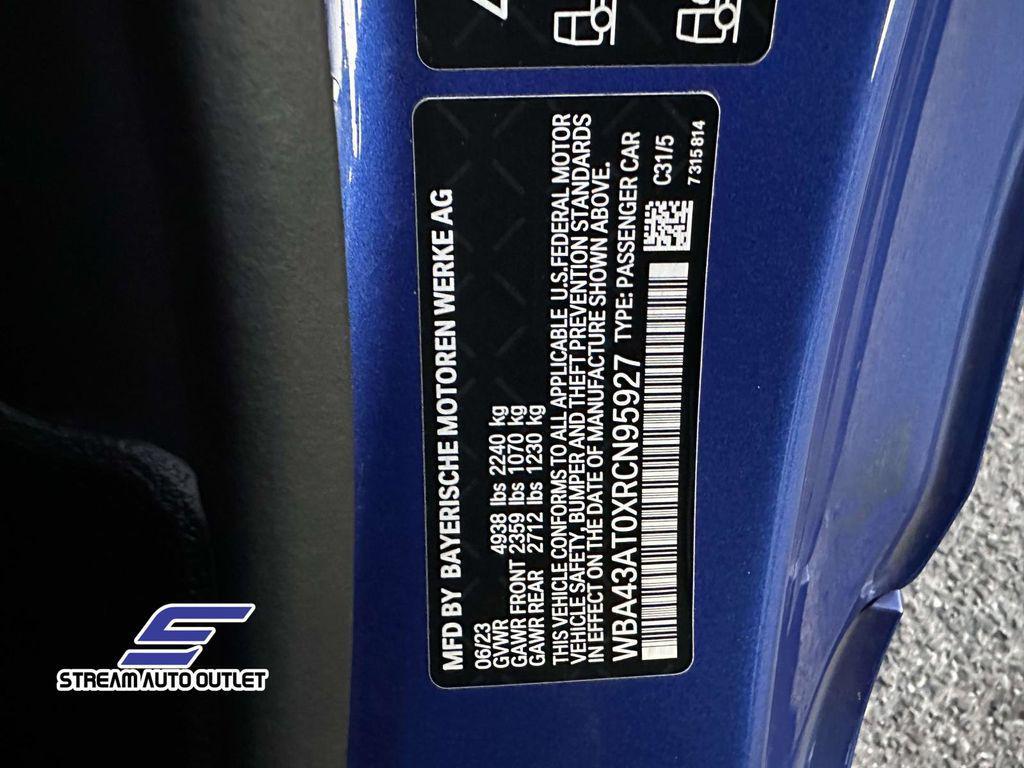 MFD BY BAYERISCHE MOTOREN WERKE AG
06/23
GVWR 4938 lbs 2240 kg
GAWR FRONT 2359 lbs 1070 kg
GAWR REAR 2712 lbs 1230 kg
THIS VEHICLE CONFORMS TO ALL APPLICABLE U.S. FEDERAL MOTOR
VEHICLE SAFETY, BUMPER AND THEFT PREVENTION STANDARDS
IN EFFECT ON THE DATE OF MANUFACTURE SHOWN ABOVE.
WBA43AT0XRCN95927 TYPE: PASSENGER CAR
C31/5
7 315 814
STREAM AUTO OUTLET